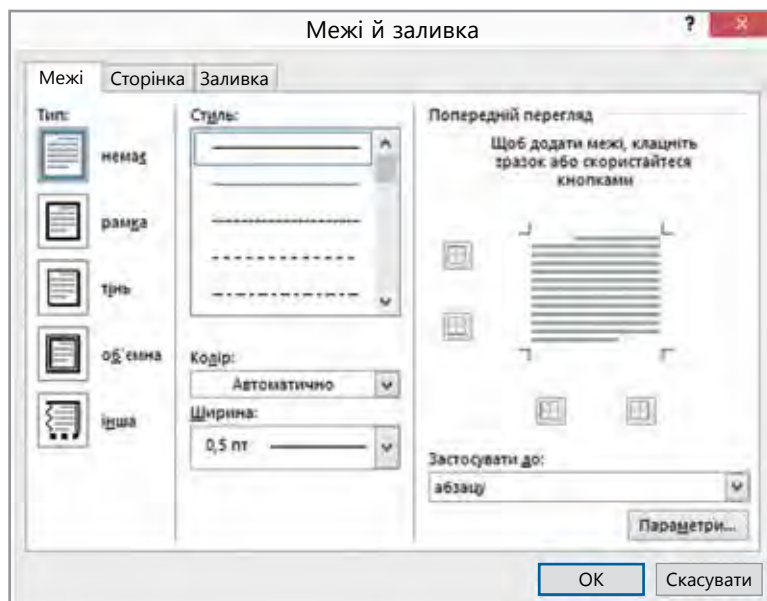 Межі й заливка
?
Межі Сторінка Заливка
Тип:
немає
рамка
тінь
об'ємна
інша
Стиль:
Колір:
Автоматично
Ширина:
0,5 пт
Попередній перегляд
Щоб додати межі, клацніть
зразок або скористайтеся
кнопками
Застосувати до:
абзацу
Параметри...
ОК Скасувати